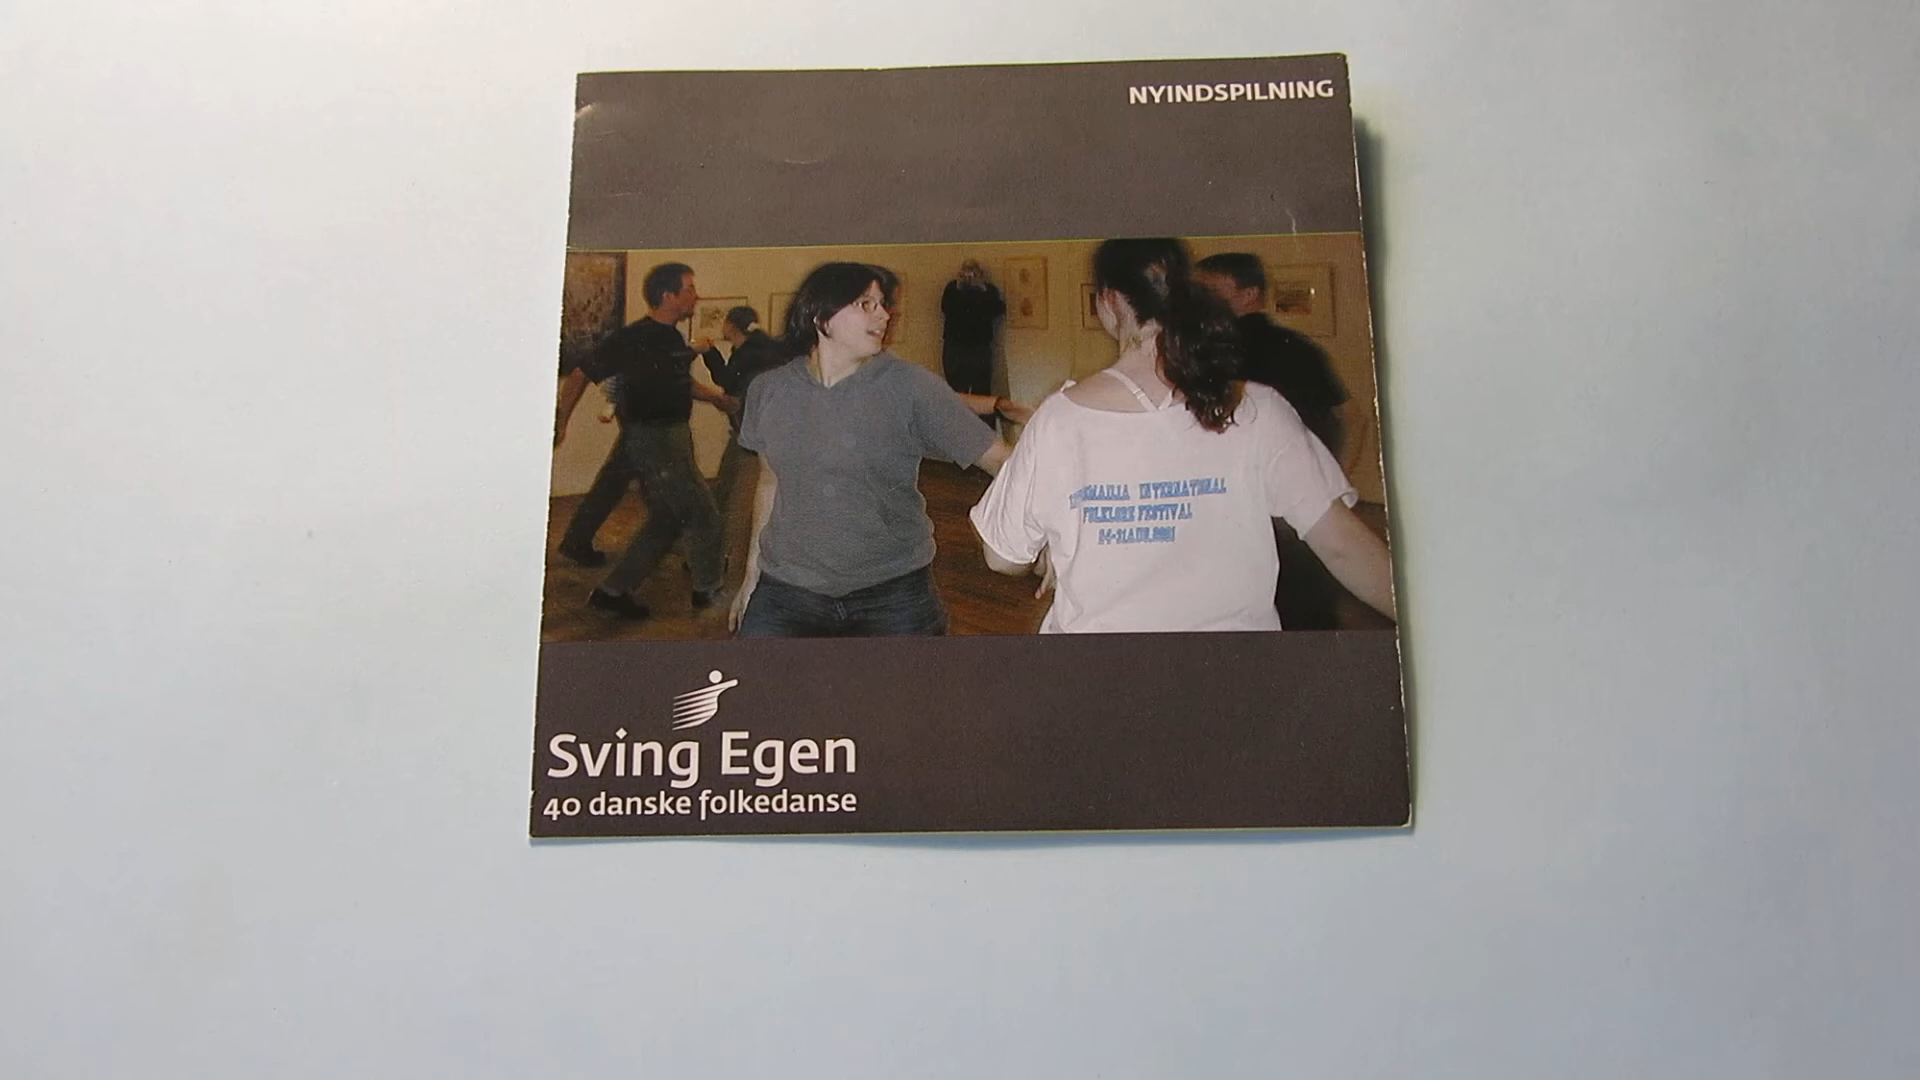 NYINDSPILNING
INTERNATIONAL
FOLKLORE FESTIVAL
Sving Egen
40 danske folkedanse